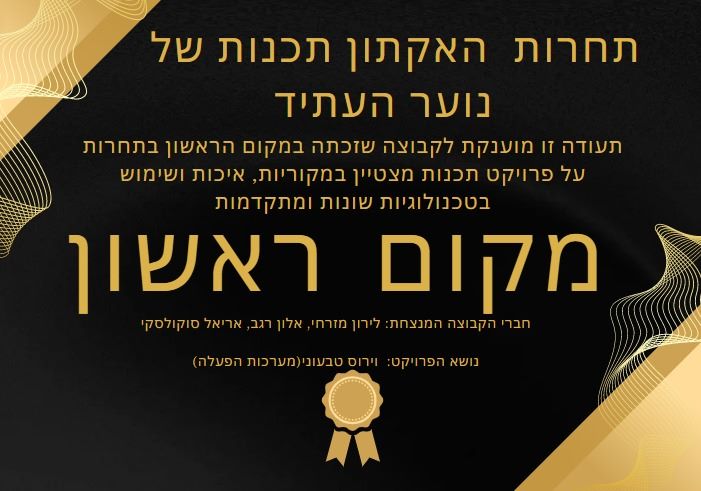 תחרות האקתון תכנות של
נוער העתיד
תעודה זו מוענקת לקבוצה שזכתה במקום הראשון בתחרות
על פרויקט תכנות מצטיין במקוריות, איכות ושימוש
בטכנולוגיות שונות ומתקדמות
מקום ראשון
חברי הקבוצה המנצחת: לירון מזרחי, אלון רגב, אריאל סוקולסקי
נושא הפרויקט: וירוס טבעוני(מערכות הפעלה)